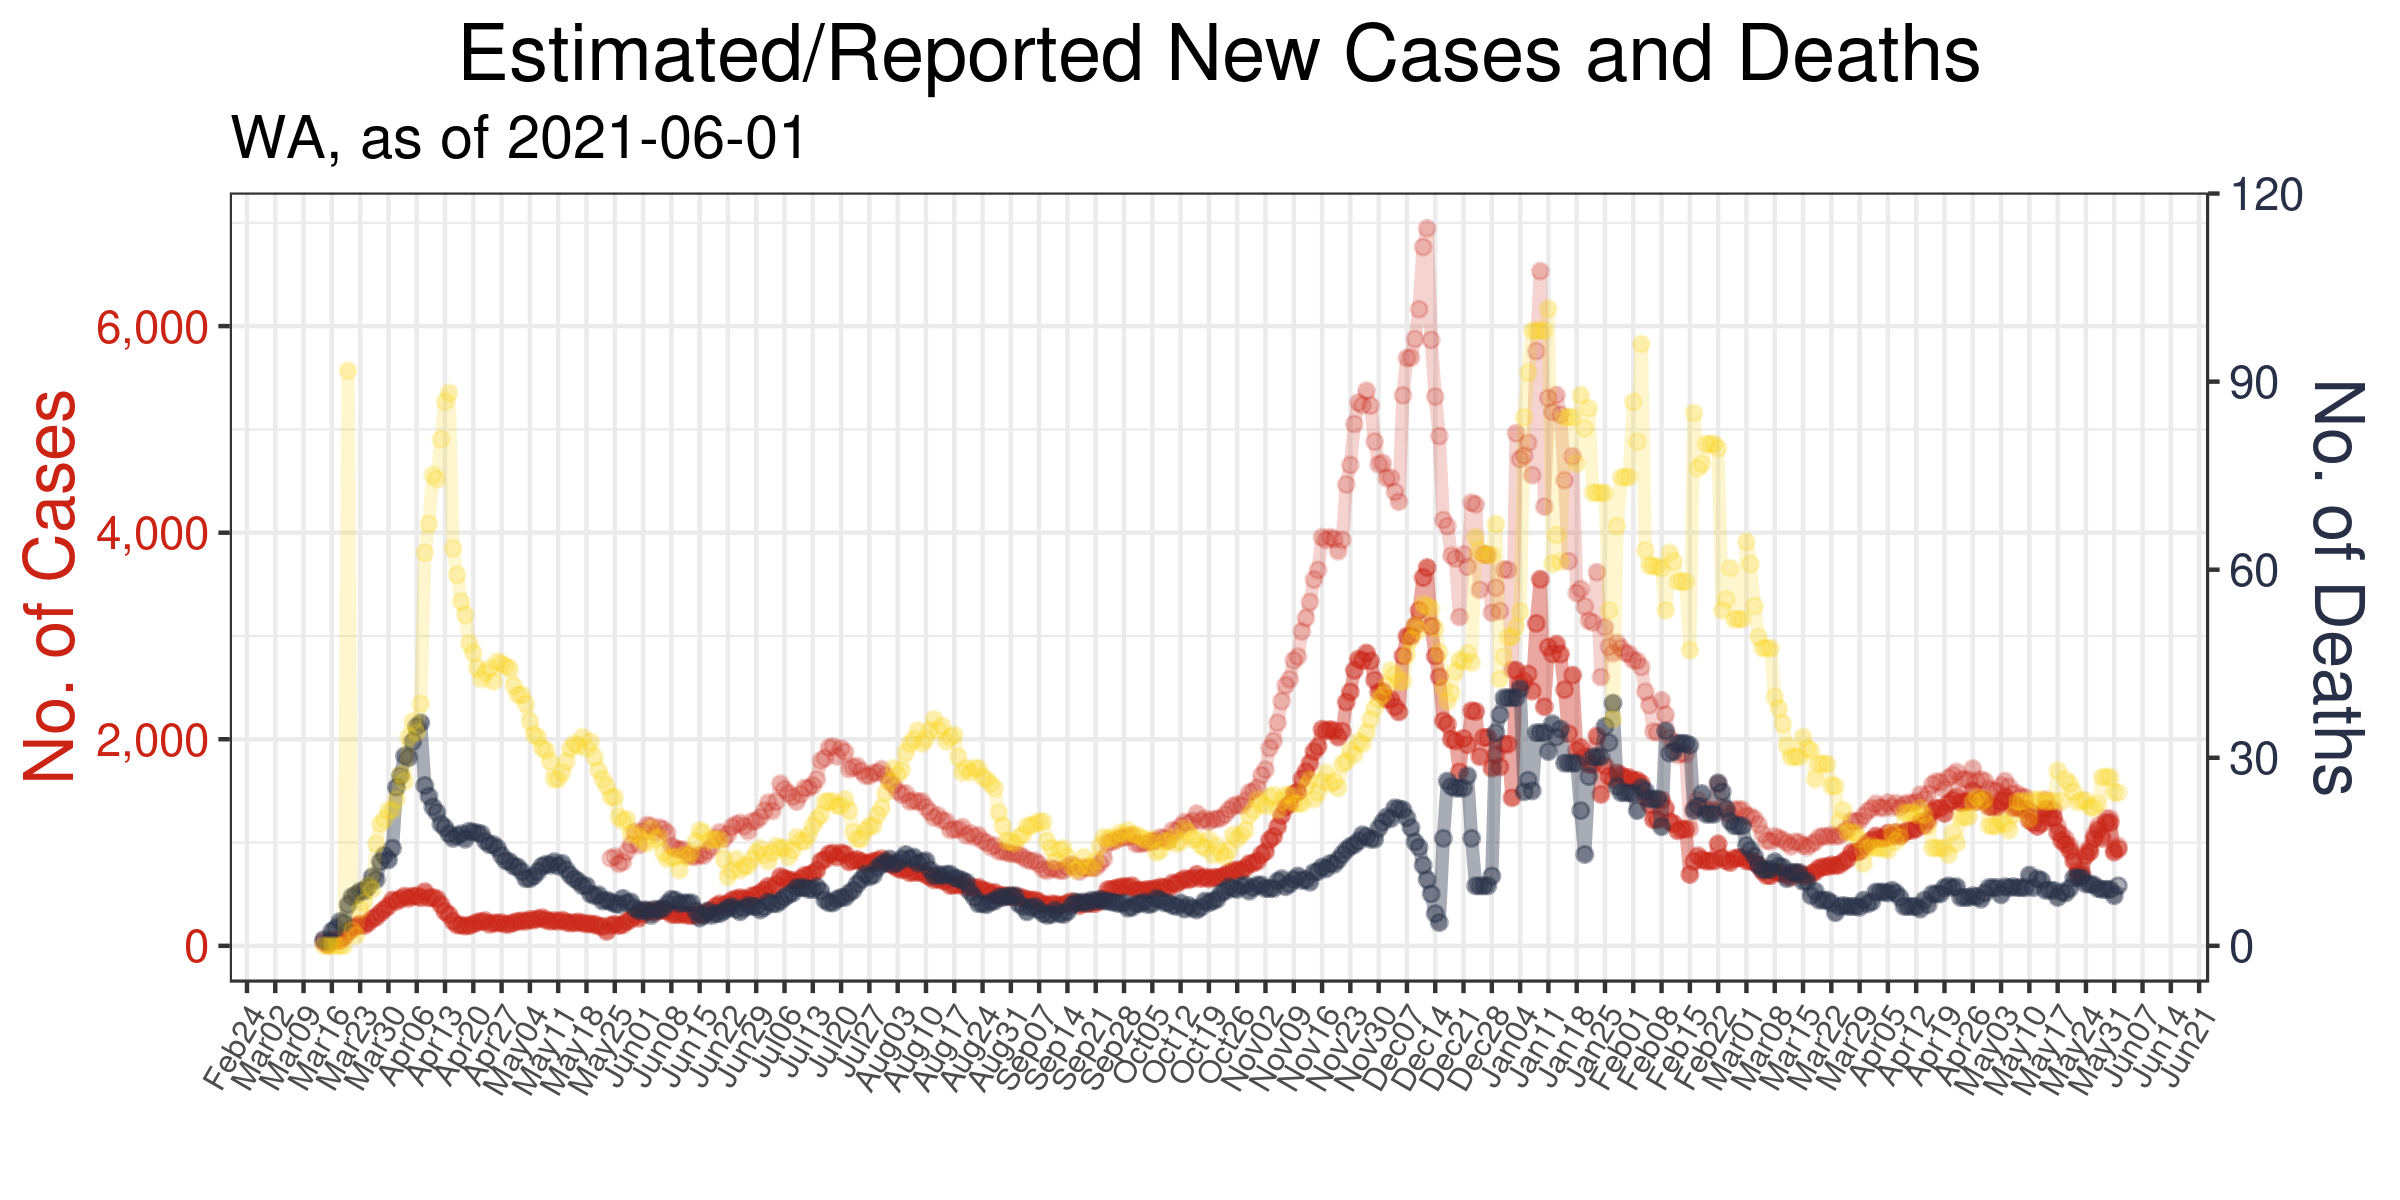 Estimated/Reported New Cases and Deaths
WA, as of 2021-06-01
No. of Cases
6,000
4,000
2,000
0
120
90
60
30
0
No. of Deaths
Feb24
Mar02
Mar09
Mar16
Mar23
Mar30
Apr06
Apr13
Apr20
Apr27
May04
May11
May18
May25
Jun01
Jun08
Jun15
Jun22
Jun29
Jul06
Jul13
Jul20
Jul27
Aug03
Aug10
Aug17
Aug24
Aug31
Sep07
Sep14
Sep21
Sep28
Oct05
Oct12
Oct19
Oct26
Nov02
Nov09
Nov16
Nov23
Nov30
Dec07
Dec14
Dec21
Dec28
Jan04
Jan11
Jan18
Jan25
Feb01
Feb08
Feb15
Feb22
Mar01
Mar08
Mar15
Mar22
Mar29
Apr05
Apr12
Apr19
Apr26
May03
May10
May17
May24
May31
Jun07
Jun14
Jun21